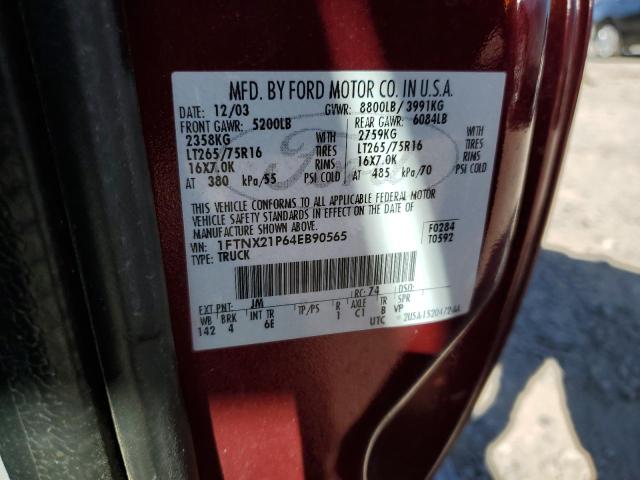 MFD. BY FORD MOTOR CO. IN U.S.A.
DATE: 12/03 GVWR: 8800LB/ 3991KG
FRONT GAWR: 5200LB REAR GAWR: 6084LB
2358KG WITH 2759KG WITH
LT265/75R16 TIRES LT265/75R16 TIRES
16X7.0K RIMS 16X7.0K RIMS
AT 380 kPa/55 PSI COLD AT 485 kPa/70 PSI COLD
THIS VEHICLE CONFORMS TO ALL APPLICABLE FEDERAL MOTOR
VEHICLE SAFETY STANDARDS IN EFFECT ON THE DATE OF
MANUFACTURE SHOWN ABOVE.
VIN: 1FTNX21P64EB90565 F0284
TYPE: TRUCK T0592
EXT PNT: JM RC: 74 DSO:
WB BRK INT TR TP/PS R AXLE TR SPR
142 4 6E 1 C1 B VP
UTC
Ford